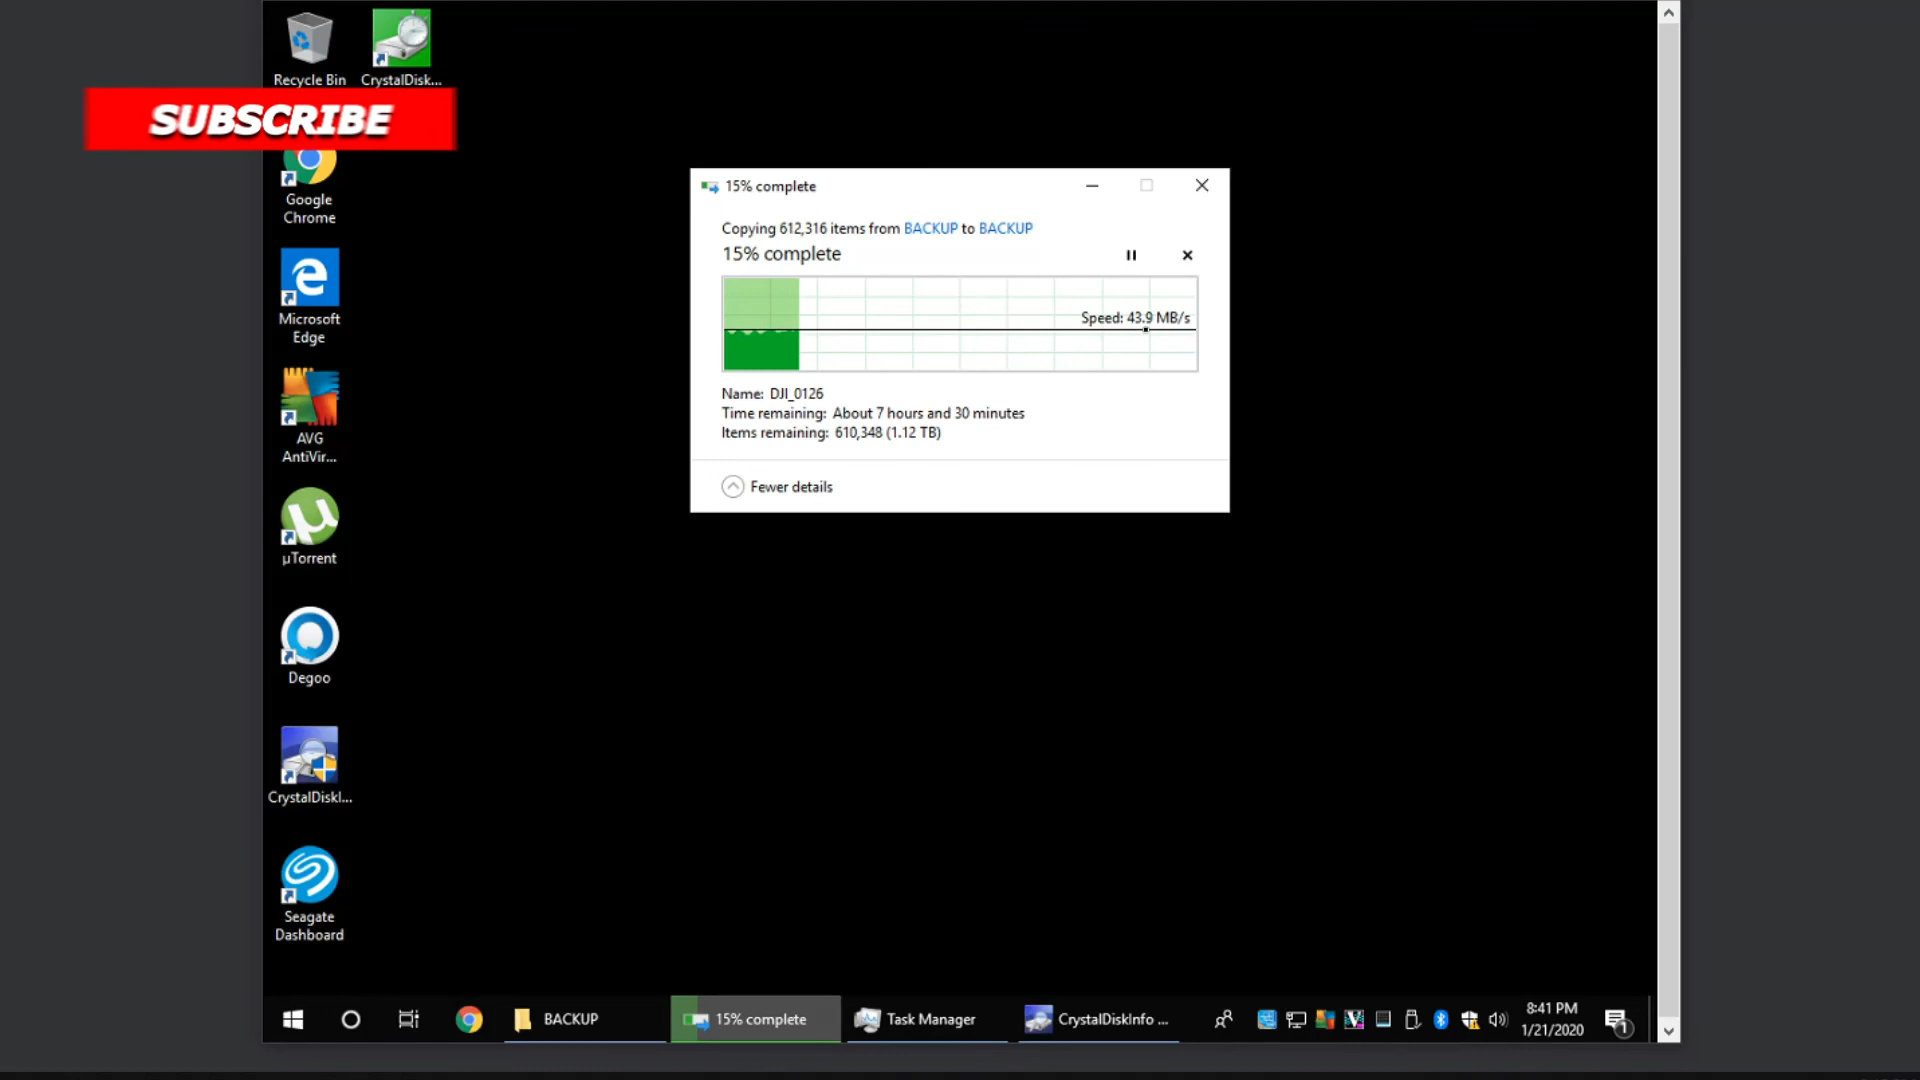 Recycle Bin
CrystalDisk...
SUBSCRIBE
Google
Chrome
Microsoft
Edge
AVG
AntiVir...
µTorrent
Degoo
CrystalDiskI...
Seagate
Dashboard
15% complete
Copying 612,316 items from BACKUP to BACKUP
15% complete
Speed: 43.9 MB/s
Name: DJI_0126
Time remaining: About 7 hours and 30 minutes
Items remaining: 610,348 (1.12 TB)
Fewer details
BACKUP
15% complete
Task Manager
CrystalDiskInfo ...
8:41 PM
1/21/2020
1